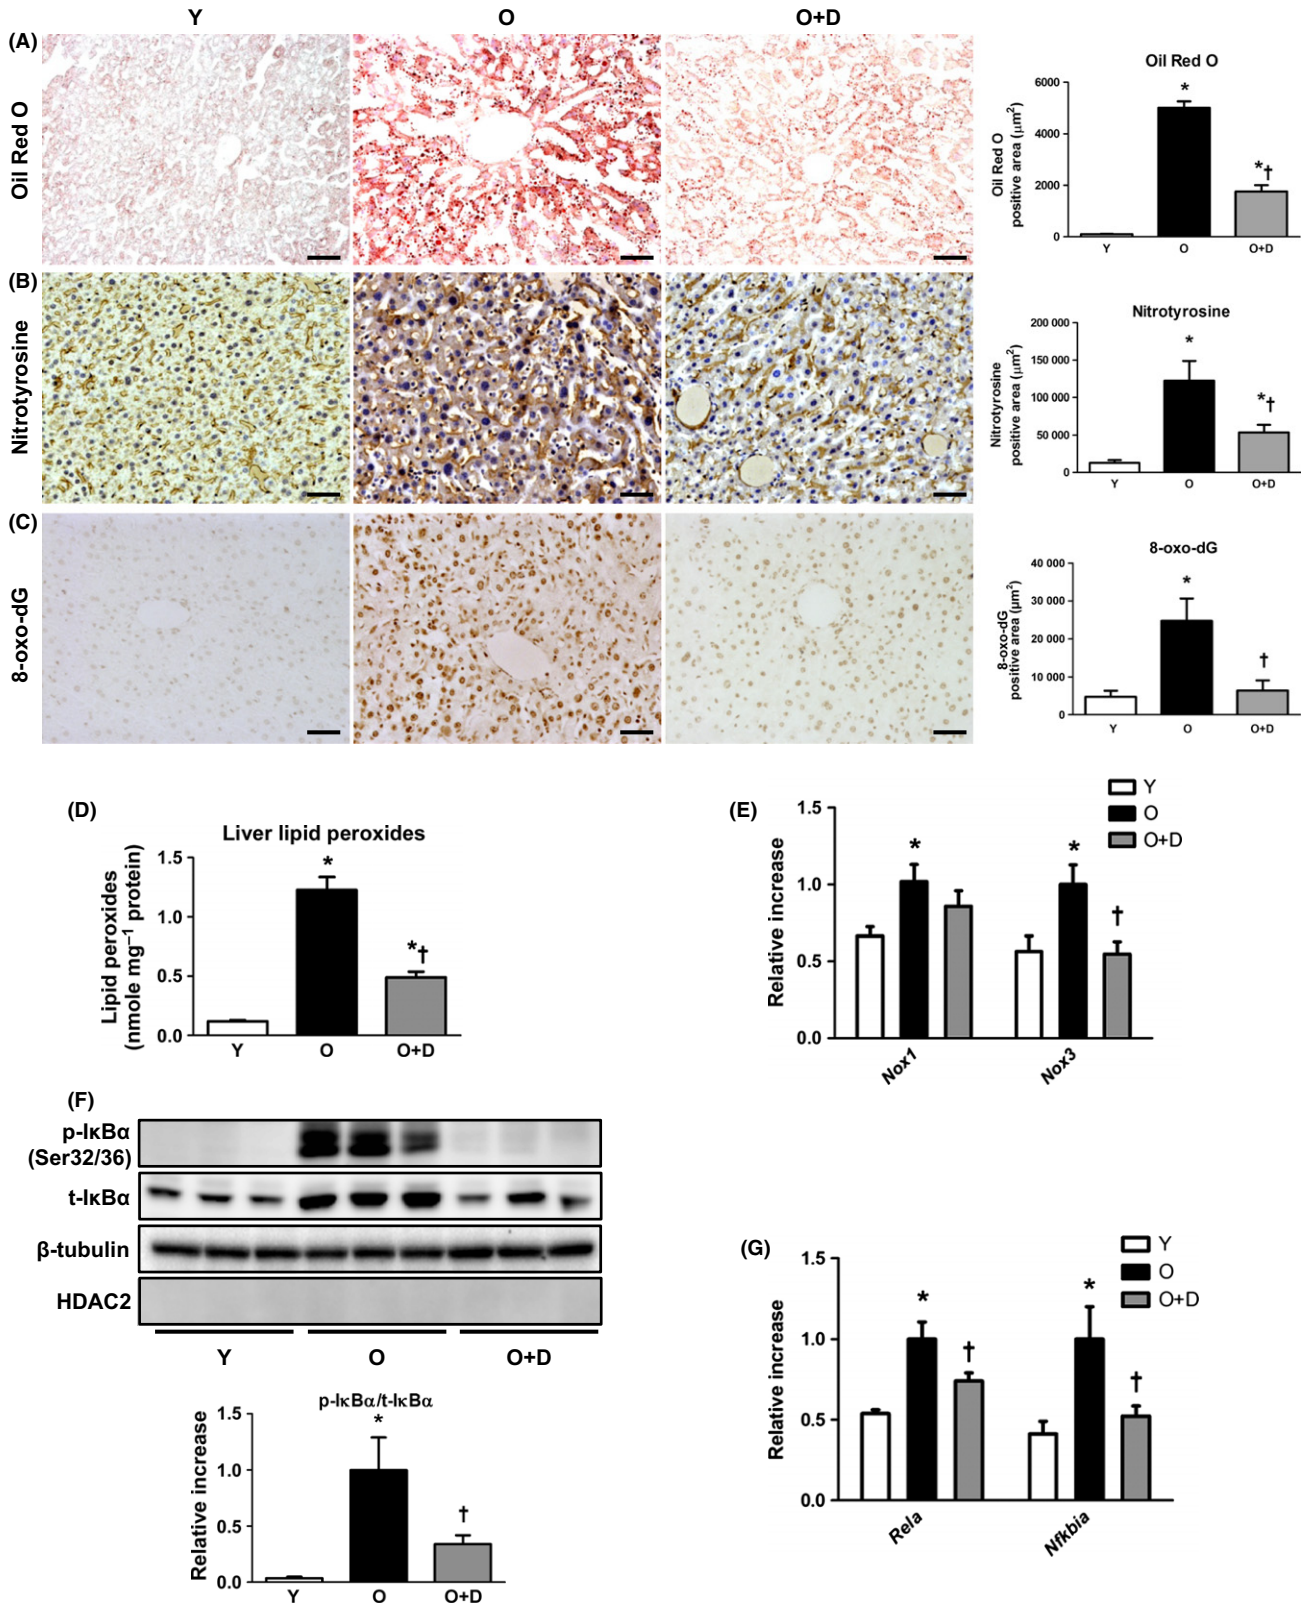 Y O O+D
(A)
Oil Red O
Oil Red O
Oil Red O
positive area (μm²)
6000
4000
2000
0
*
*†
Y O O+D
(B)
Nitrotyrosine
Nitrotyrosine
Nitrotyrosine
positive area (μm²)
200 000
150 000
100 000
50 000
0
*
*†
Y O O+D
(C)
8-oxo-dG
8-oxo-dG
8-oxo-dG
positive area (μm²)
40 000
30 000
20 000
10 000
0
*
†
Y O O+D
(D)
Liver lipid peroxides
Lipid peroxides
(nmole mg⁻¹ protein)
1.5
1.0
0.5
0.0
*
*†
Y O O+D
(E)
Y
O
O+D
Relative increase
1.5
1.0
0.5
0.0
* * †
Nox1 Nox3
(F)
p-IκBα
(Ser32/36)
t-IκBα
β-tubulin
HDAC2
Y O O+D
p-IκBα/t-IκBα
Relative increase
1.5
1.0
0.5
0.0
*
†
Y O O+D
(G)
Y
O
O+D
Relative increase
1.5
1.0
0.5
0.0
* † * †
Rela Nfkbia